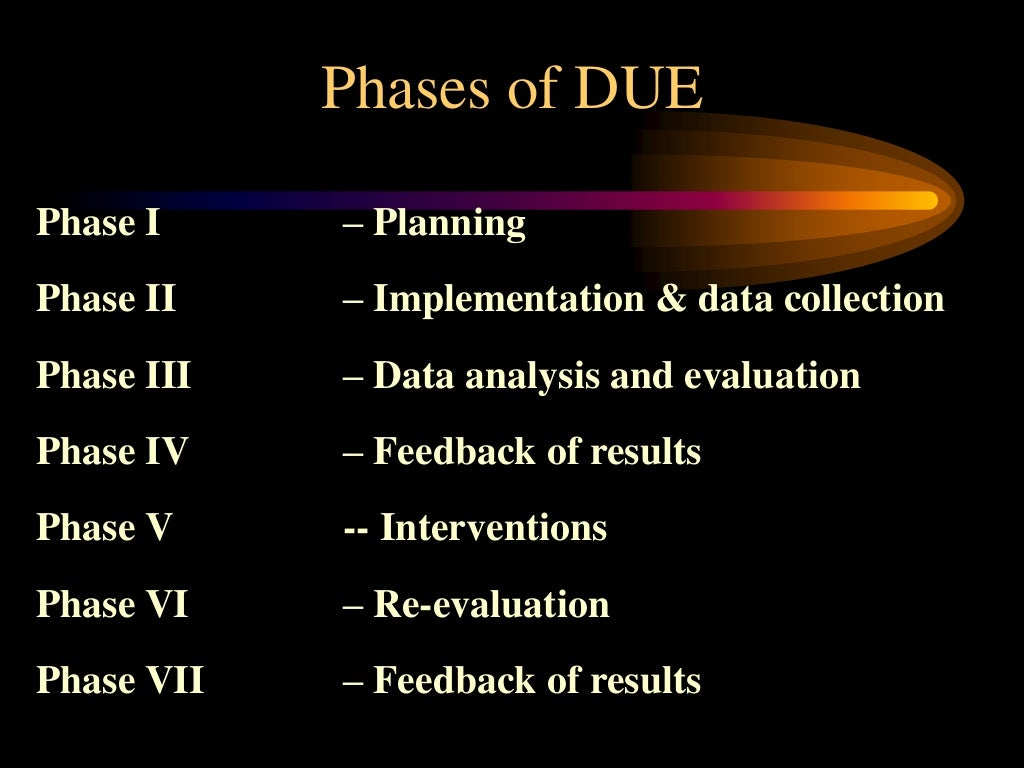 Phases of DUE
Phase I – Planning
Phase II – Implementation & data collection
Phase III – Data analysis and evaluation
Phase IV – Feedback of results
Phase V -- Interventions
Phase VI – Re-evaluation
Phase VII – Feedback of results